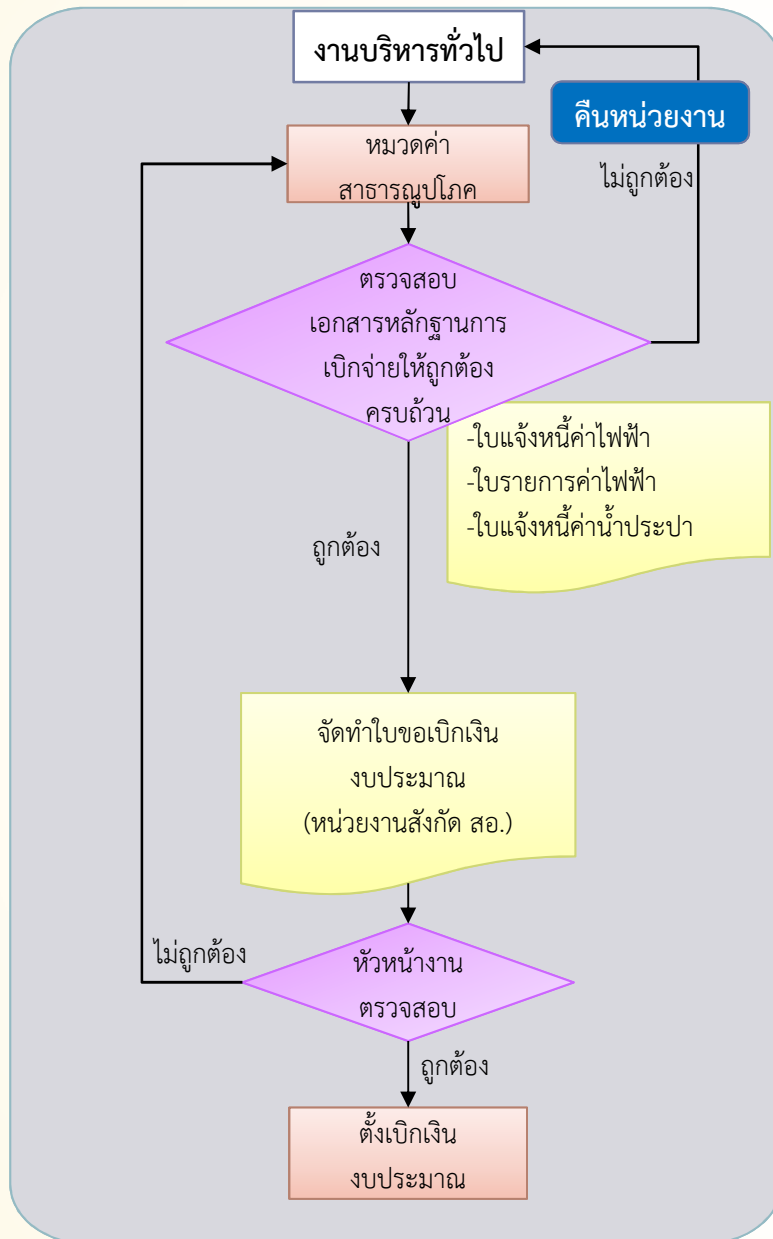 งานบริหารทั่วไป
คืนหน่วยงาน
ไม่ถูกต้อง
หมวดค่า
สาธารณูปโภค
ตรวจสอบ
เอกสารหลักฐานการ
เบิกจ่ายให้ถูกต้อง
ครบถ้วน
-ใบแจ้งหนี้ค่าไฟฟ้า
-ใบรายการค่าไฟฟ้า
-ใบแจ้งหนี้ค่าน้ำประปา
ถูกต้อง
จัดทำใบขอเบิกเงิน
งบประมาณ
(หน่วยงานสังกัด สอ.)
ไม่ถูกต้อง
หัวหน้างาน
ตรวจสอบ
ถูกต้อง
ตั้งเบิกเงิน
งบประมาณ